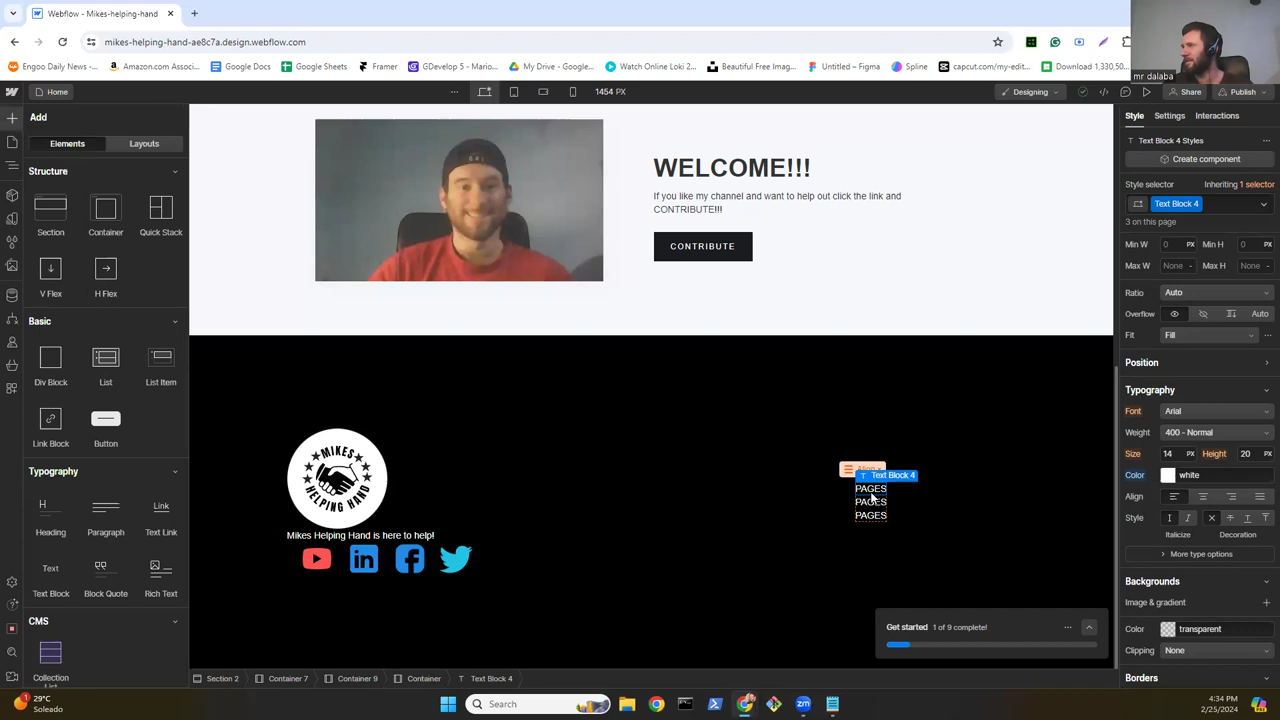 Webflow - Mikes-helping-hand
mikes-helping-hand-ae8c7a.design.webflow.com
Engoo Daily News -...
Amazon.com Associ...
Google Docs
Google Sheets
Framer
GDevelop 5 - Mario...
My Drive - Google...
Watch Online Loki 2...
Beautiful Free Imag...
Untitled – Figma
Spline
capcut.com/my-edit...
Download 1,330,50...
mr dalaba
Home
1454 PX
Designing
Share
Publish
Add
Elements
Layouts
Structure
Section
Container
Quick Stack
V Flex
H Flex
Basic
Div Block
List
List Item
Link Block
Button
Typography
Heading
Paragraph
Text Link
Text Block
Block Quote
Rich Text
CMS
Collection
WELCOME!!!
If you like my channel and want to help out click the link and
CONTRIBUTE!!!
CONTRIBUTE
MIKES
HELPING HAND
Mikes Helping Hand is here to help!
Align
Text Block 4
PAGES
PAGES
PAGES
Get started 1 of 9 complete!
Section 2
Container 7
Container 9
Container
Text Block 4
Style
Settings
Interactions
Text Block 4 Styles
Create component
Style selector
Inheriting 1 selector
Text Block 4
3 on this page
Min W 0 PX Min H 0 PX
Max W None - Max H None -
Ratio Auto
Overflow Auto
Fit Fill
Position
Typography
Font Arial
Weight 400 - Normal
Size 14 PX Height 20 PX
Color white
Align
Style
Italicize
Decoration
More type options
Backgrounds
Image & gradient
Color transparent
Clipping None
Borders
29°C
Soleado
Search
4:34 PM
2/25/2024